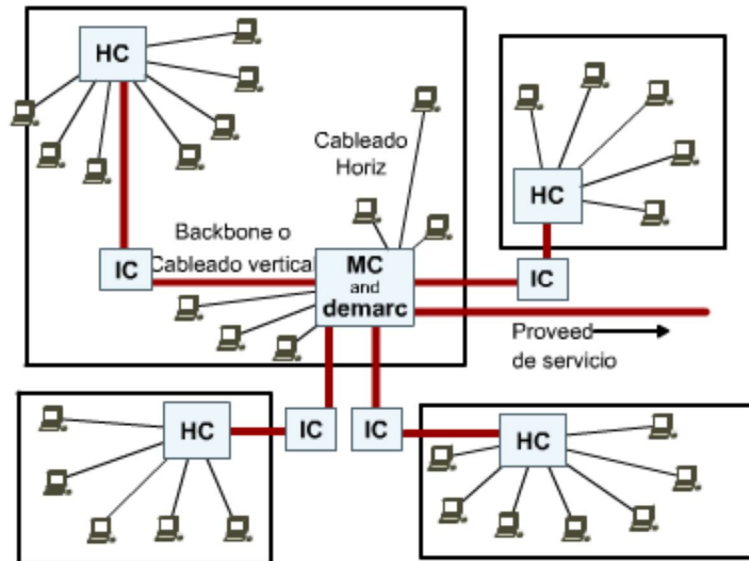 HC
Cableado
Horiz
HC
Backbone o
Cableado vertical
IC
MC
and
demarc
IC
Proveed
de servicio
HC
IC
IC
HC